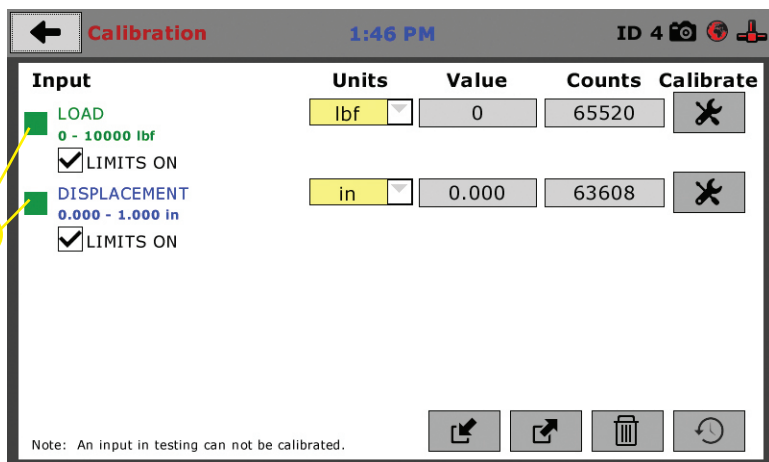 Calibration 1:46 PM ID 4
Input Units Value Counts Calibrate
LOAD lbf 0 65520
0 - 10000 lbf
LIMITS ON
DISPLACEMENT in 0.000 63608
0.000 - 1.000 in
LIMITS ON
Note: An input in testing can not be calibrated.